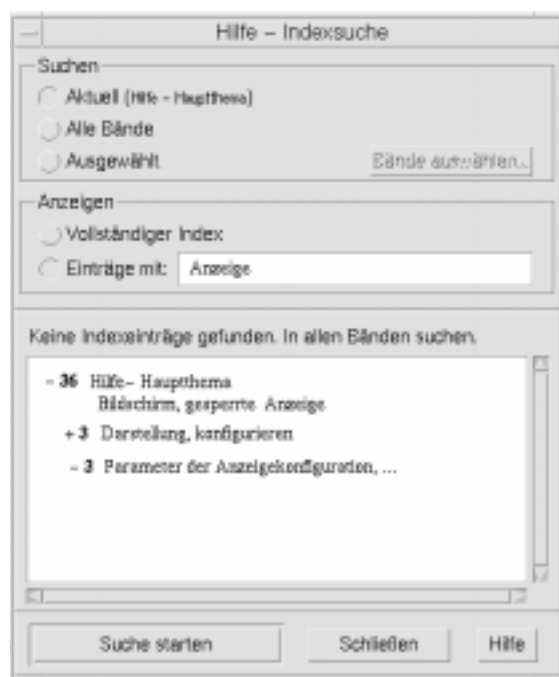 Hilfe – Indexsuche
Suchen
Aktuell (Hilfe – Hauptthema)
Alle Bände
Ausgewählt
Bände auswählen...
Anzeigen
Vollständiger Index
Einträge mit: Anzeige
Keine Indexeinträge gefunden. In allen Bänden suchen.
– 36 Hilfe– Hauptthema
Bildschirm, gesperrte Anzeige
+ 3 Darstellung, konfigurieren
– 3 Parameter der Anzeigekonfiguration, ...
Suche starten
Schließen
Hilfe